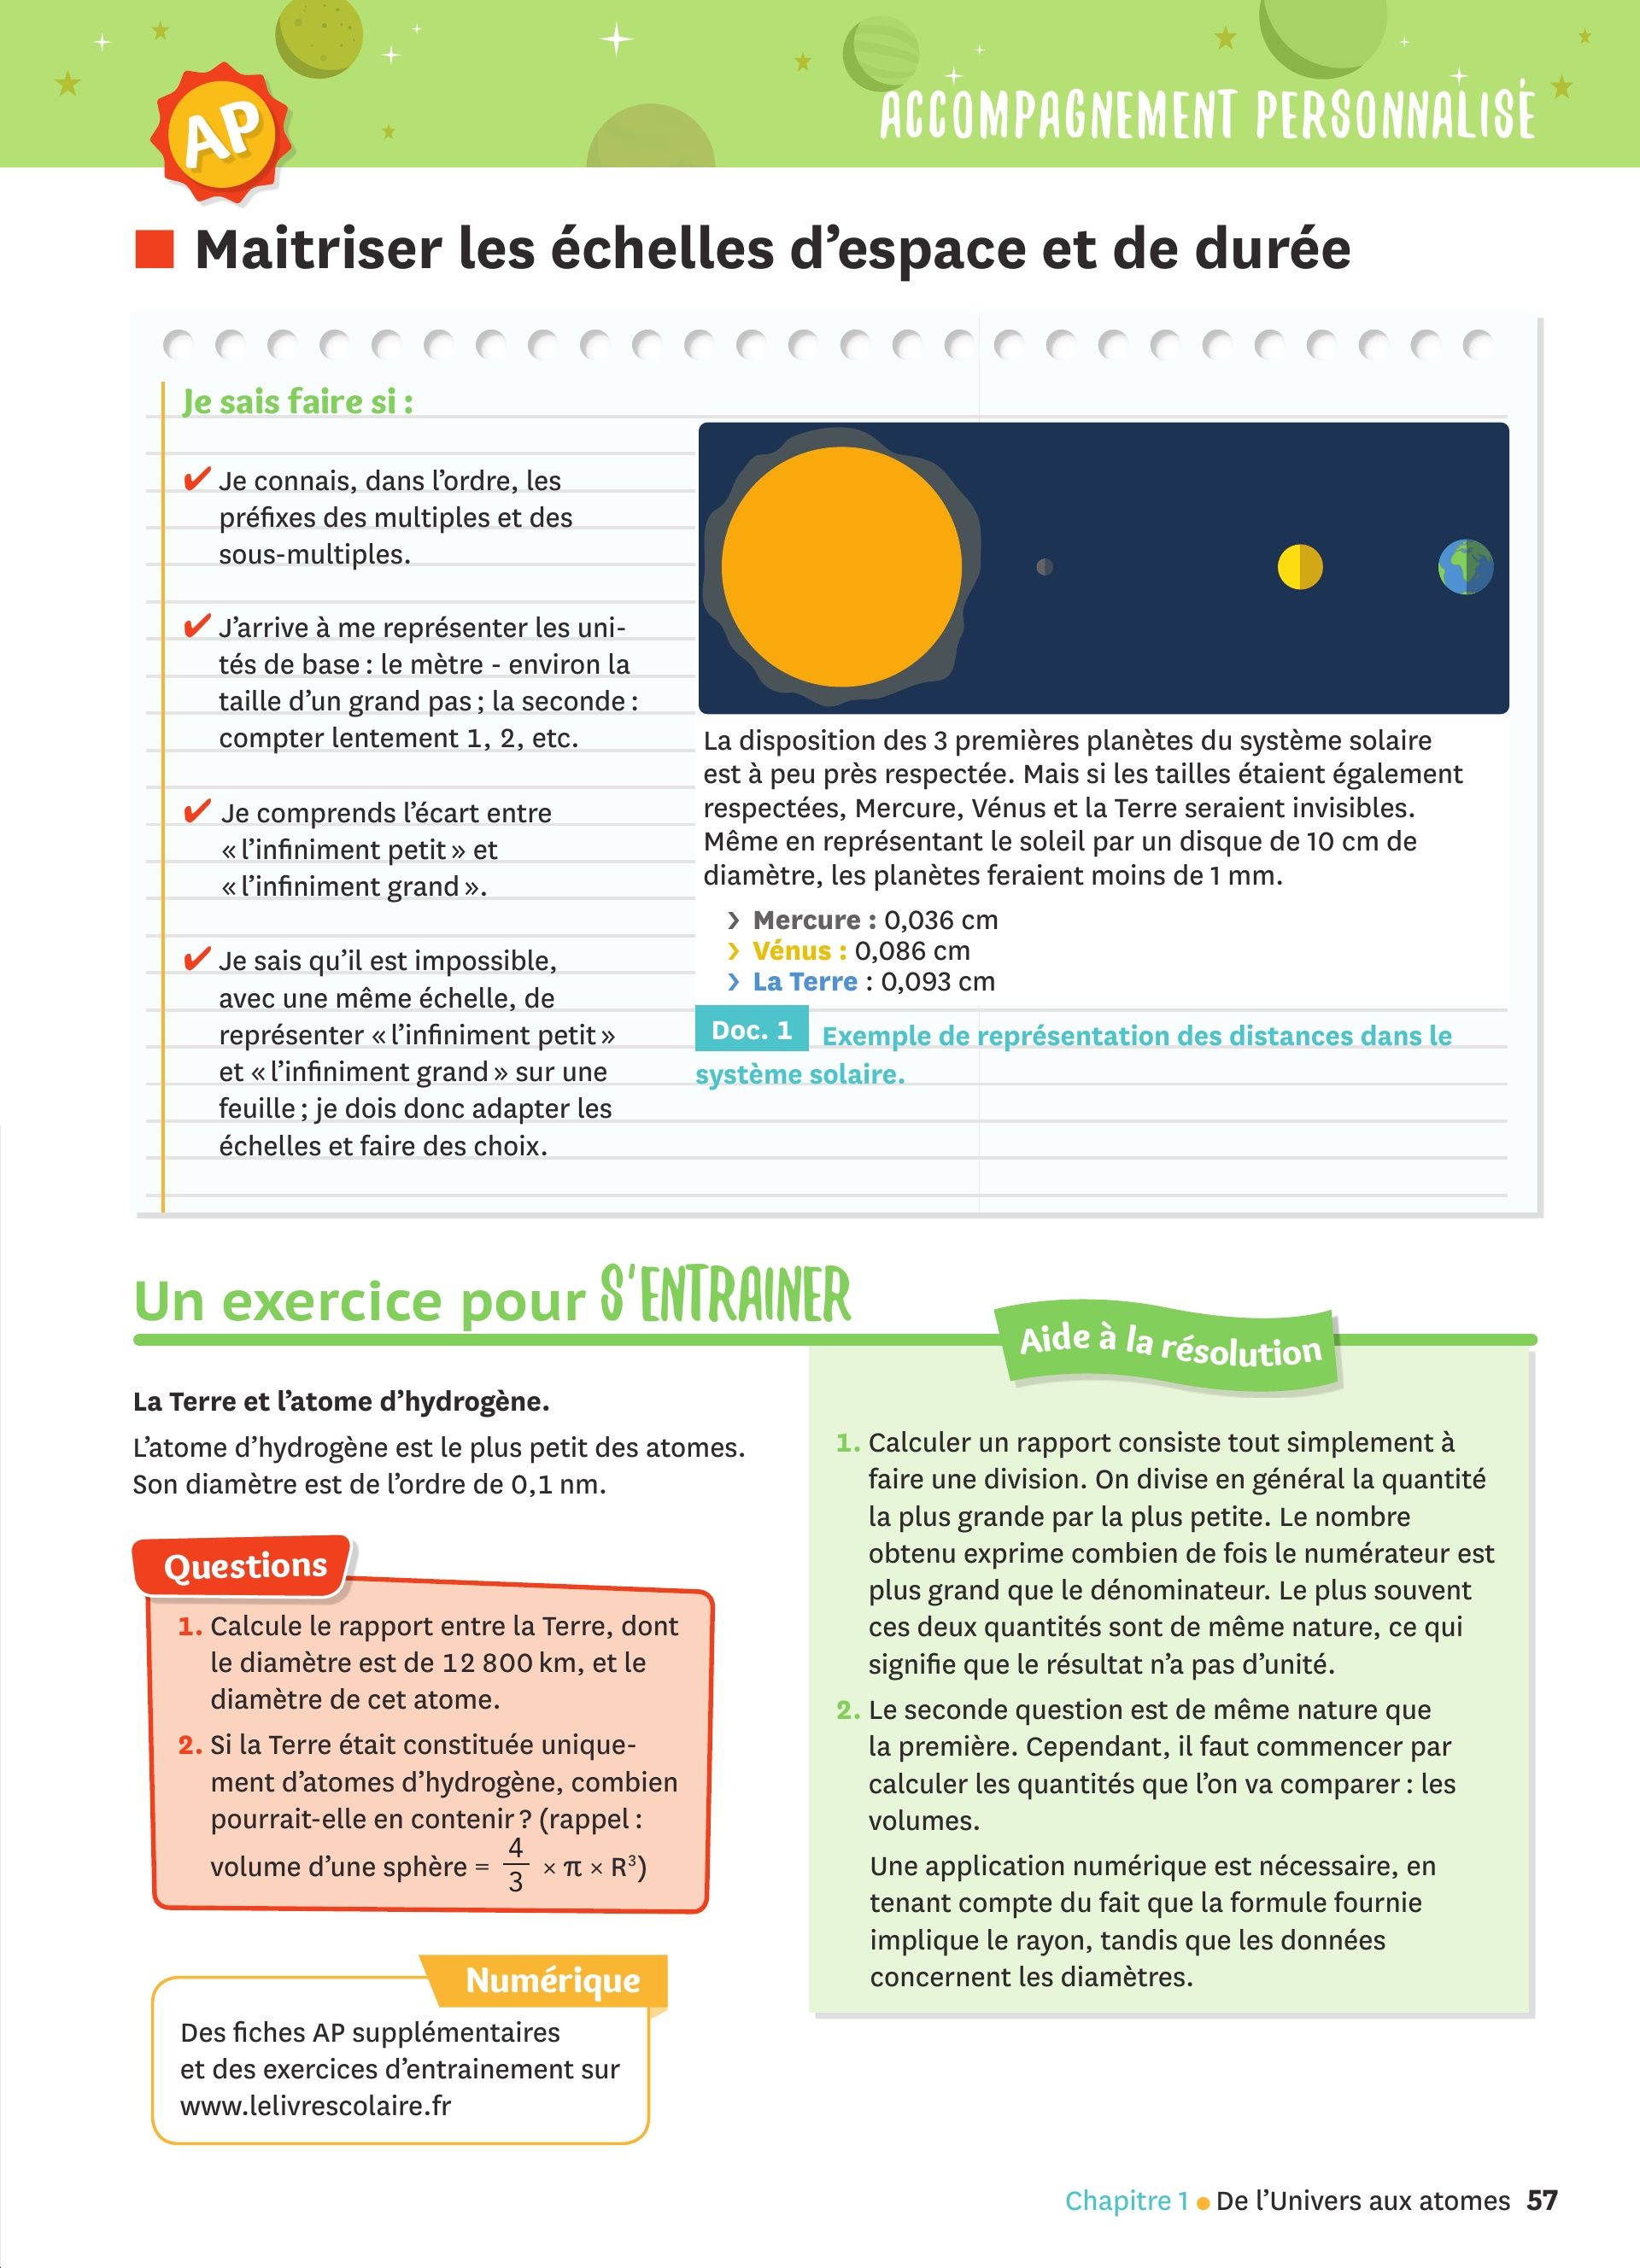 AP
ACCOMPAGNEMENT PERSONNALISÉ
Maitriser les échelles d’espace et de durée
Je sais faire si :
✔ Je connais, dans l’ordre, les
préfixes des multiples et des
sous-multiples.
✔ J’arrive à me représenter les uni-
tés de base : le mètre - environ la
taille d’un grand pas ; la seconde :
compter lentement 1, 2, etc.
✔ Je comprends l’écart entre
« l’infiniment petit » et
« l’infiniment grand ».
✔ Je sais qu’il est impossible,
avec une même échelle, de
représenter « l’infiniment petit »
et « l’infiniment grand » sur une
feuille ; je dois donc adapter les
échelles et faire des choix.
La disposition des 3 premières planètes du système solaire
est à peu près respectée. Mais si les tailles étaient également
respectées, Mercure, Vénus et la Terre seraient invisibles.
Même en représentant le soleil par un disque de 10 cm de
diamètre, les planètes feraient moins de 1 mm.
› Mercure : 0,036 cm
› Vénus : 0,086 cm
› La Terre : 0,093 cm
Doc. 1 Exemple de représentation des distances dans le
système solaire.
Un exercice pour S'ENTRAINER
La Terre et l’atome d’hydrogène.
L’atome d’hydrogène est le plus petit des atomes.
Son diamètre est de l’ordre de 0,1 nm.
Questions
1. Calcule le rapport entre la Terre, dont
le diamètre est de 12 800 km, et le
diamètre de cet atome.
2. Si la Terre était constituée unique-
ment d’atomes d’hydrogène, combien
pourrait-elle en contenir ? (rappel :
volume d’une sphère = 4/3 × π × R³)
Numérique
Des fiches AP supplémentaires
et des exercices d’entrainement sur
www.lelivrescolaire.fr
Aide à la résolution
1. Calculer un rapport consiste tout simplement à
faire une division. On divise en général la quantité
la plus grande par la plus petite. Le nombre
obtenu exprime combien de fois le numérateur est
plus grand que le dénominateur. Le plus souvent
ces deux quantités sont de même nature, ce qui
signifie que le résultat n’a pas d’unité.
2. Le seconde question est de même nature que
la première. Cependant, il faut commencer par
calculer les quantités que l’on va comparer : les
volumes.
Une application numérique est nécessaire, en
tenant compte du fait que la formule fournie
implique le rayon, tandis que les données
concernent les diamètres.
Chapitre 1 ● De l’Univers aux atomes 57